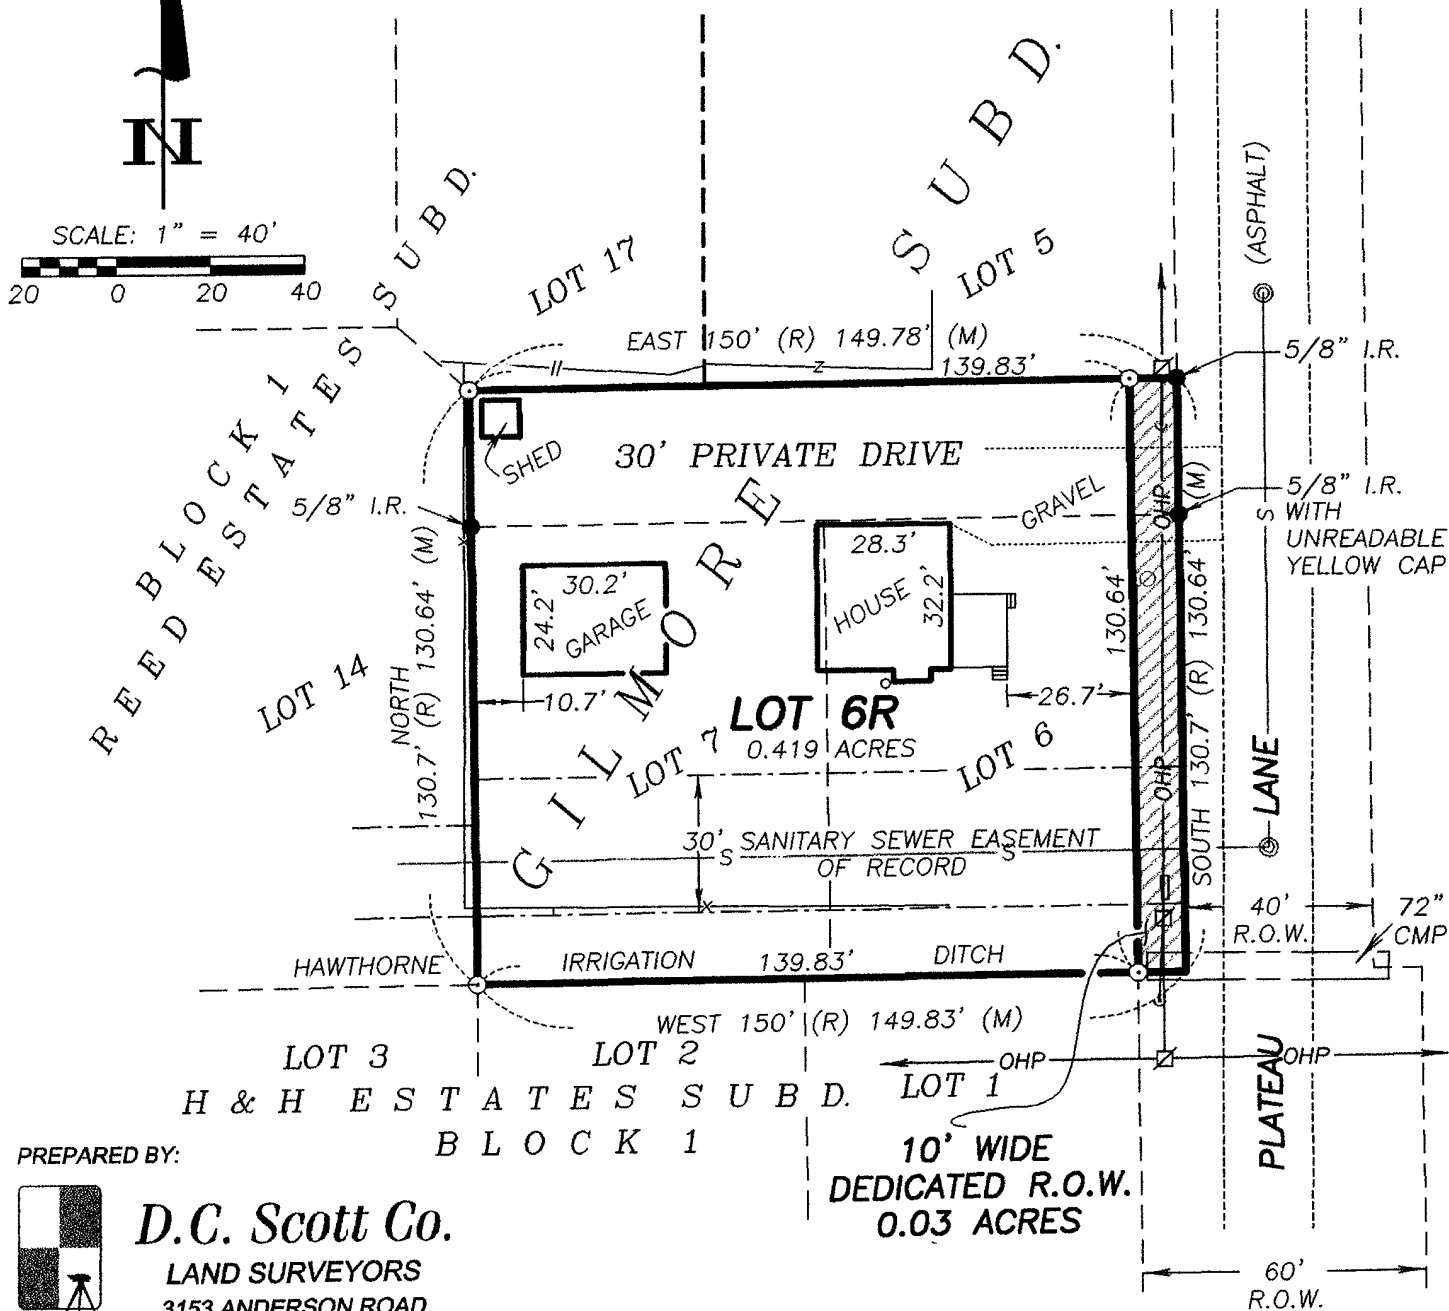 N
SCALE: 1" = 40'
20 0 20 40
REED ESTATES SUBD.
BLOCK 1
LOT 17
SUBD.
LOT 5
(ASPHALT)
EAST 150' (R) 149.78' (M)
139.83'
5/8" I.R.
SHED
30' PRIVATE DRIVE
5/8" I.R.
5/8" I.R.
WITH
UNREADABLE
YELLOW CAP
GRAVEL
OHP
S
28.3'
HOUSE
32.2'
30.2'
24.2'
GARAGE
GILMORE
LOT 14
NORTH
130.7' (R) 130.64' (M)
130.64'
SOUTH 130.7' (R) 130.64' (M)
10.7'
26.7'
LOT 6R
0.419 ACRES
LOT 7
LOT 6
OHP
LANE
30' SANITARY SEWER EASEMENT
S S
OF RECORD
40'
R.O.W.
72"
CMP
HAWTHORNE IRRIGATION DITCH
139.83'
WEST 150' (R) 149.83' (M)
LOT 3
LOT 2
OHP OHP
LOT 1
H & H ESTATES SUBD.
BLOCK 1
PLATEAU
10' WIDE
DEDICATED R.O.W.
0.03 ACRES
60'
R.O.W.
PREPARED BY:
D.C. Scott Co.
LAND SURVEYORS
3153 ANDERSON ROAD